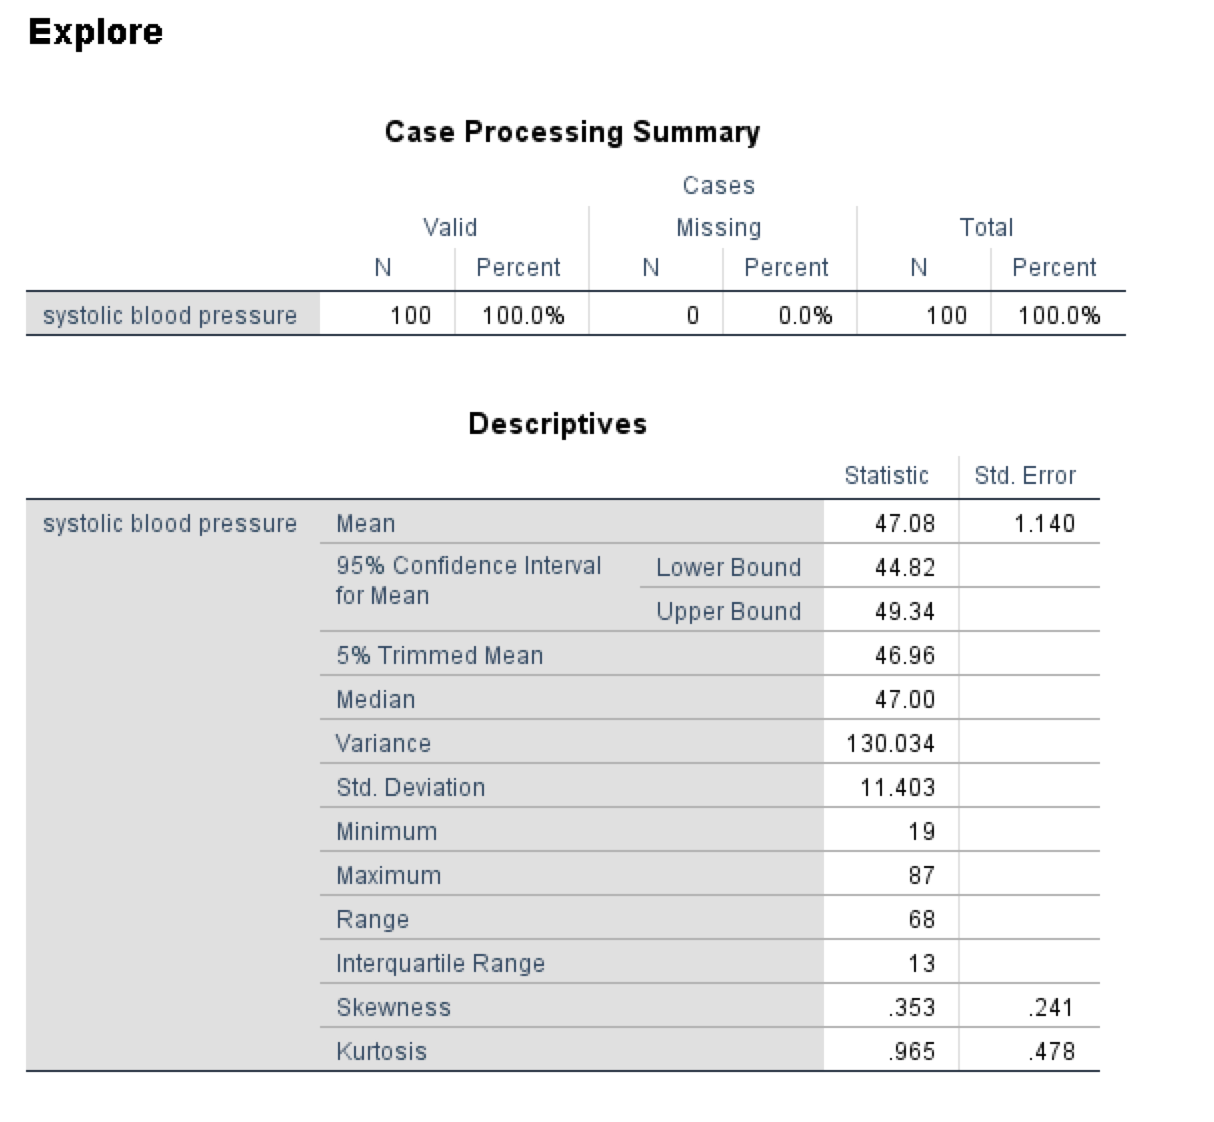 Explore
Case Processing Summary
Cases
Valid Missing Total
N Percent N Percent N Percent
systolic blood pressure 100 100.0% 0 0.0% 100 100.0%
Descriptives
Statistic Std. Error
systolic blood pressure Mean 47.08 1.140
95% Confidence Interval for Mean Lower Bound 44.82
Upper Bound 49.34
5% Trimmed Mean 46.96
Median 47.00
Variance 130.034
Std. Deviation 11.403
Minimum 19
Maximum 87
Range 68
Interquartile Range 13
Skewness .353 .241
Kurtosis .965 .478